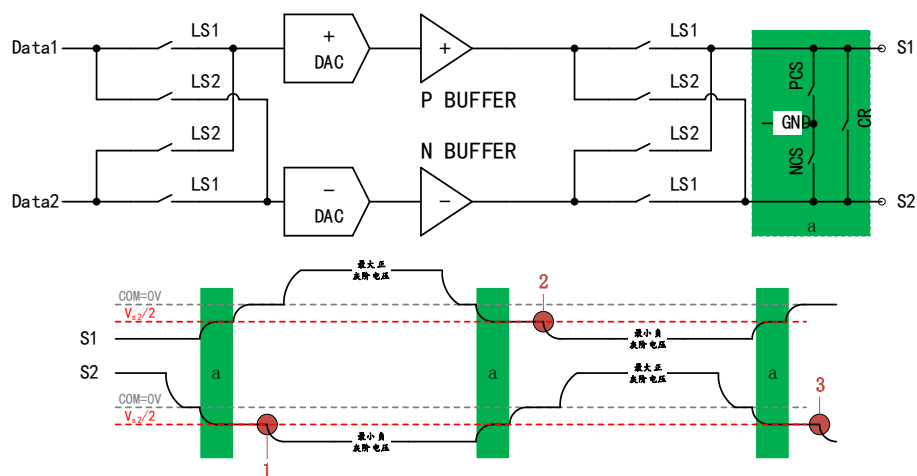 LS1
Data1
+
DAC
+
LS1
S1
LS2
P BUFFER
LS2
PCS
GND
CR
LS2
N BUFFER
LS2
NCS
Data2
LS1
−
DAC
−
LS1
S2
a
最大正
灰阶电压
2
COM=0V
Vs2/2
S1
最小负
灰阶电压
S2
a
a
a
最大正
灰阶电压
3
COM=0V
Vs2/2
最小负
灰阶电压
1